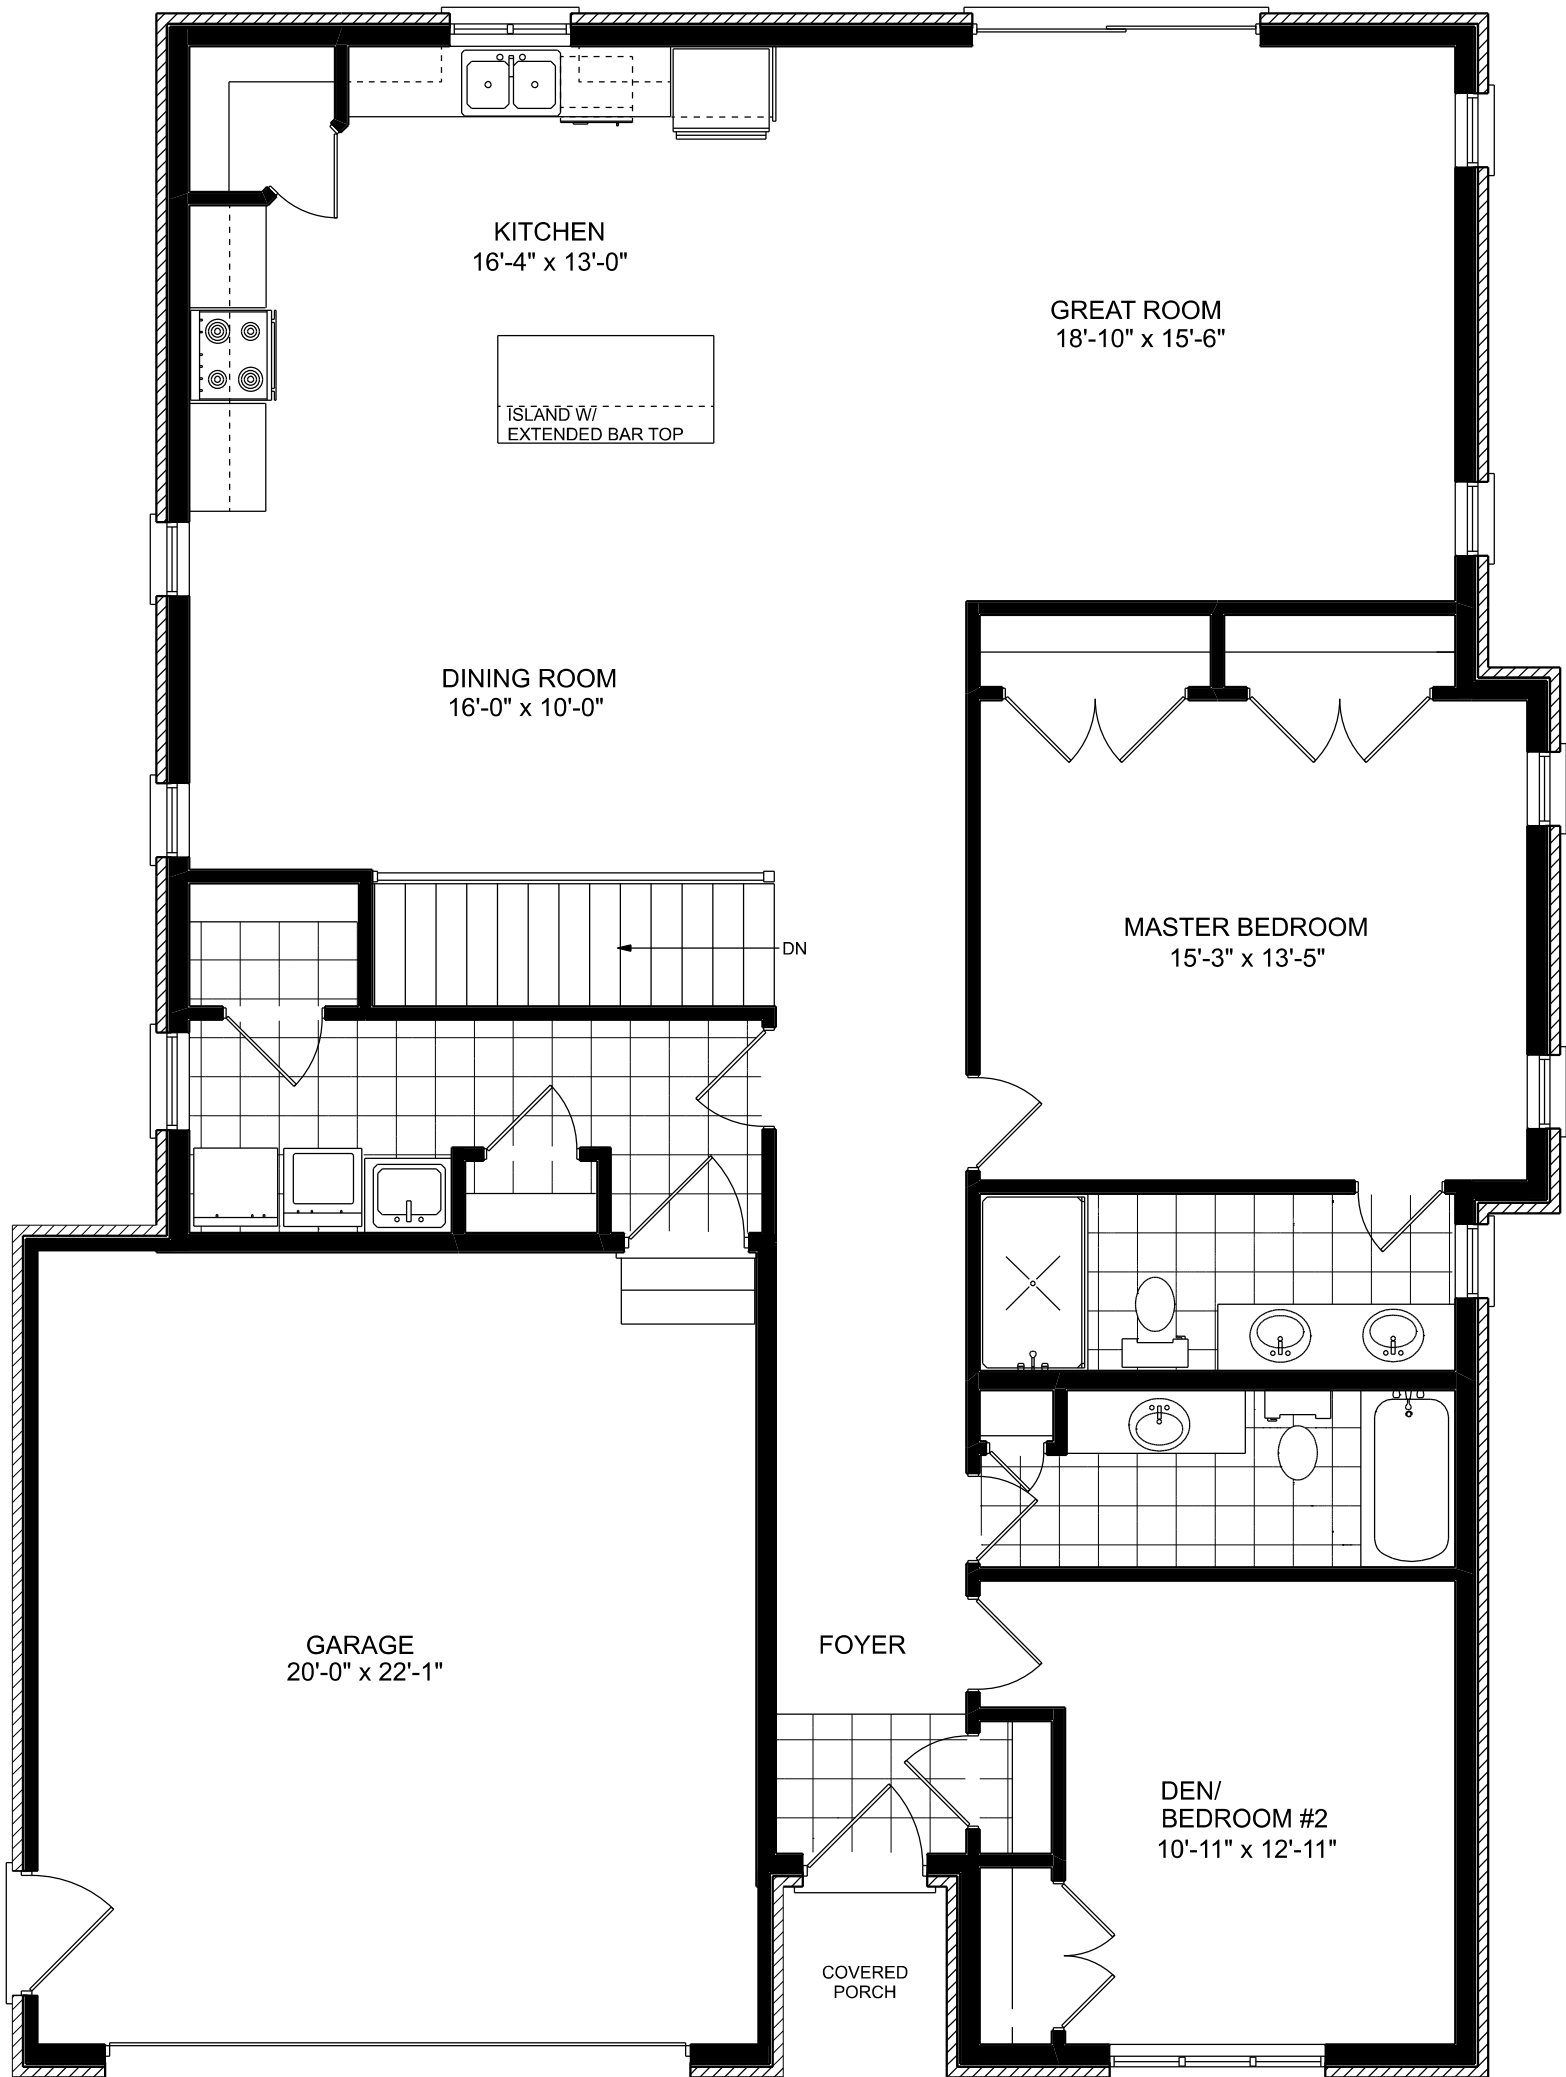 KITCHEN
16'-4" x 13'-0"
GREAT ROOM
18'-10" x 15'-6"
ISLAND W/
EXTENDED BAR TOP
DINING ROOM
16'-0" x 10'-0"
MASTER BEDROOM
15'-3" x 13'-5"
DN
GARAGE
20'-0" x 22'-1"
FOYER
DEN/
BEDROOM #2
10'-11" x 12'-11"
COVERED
PORCH